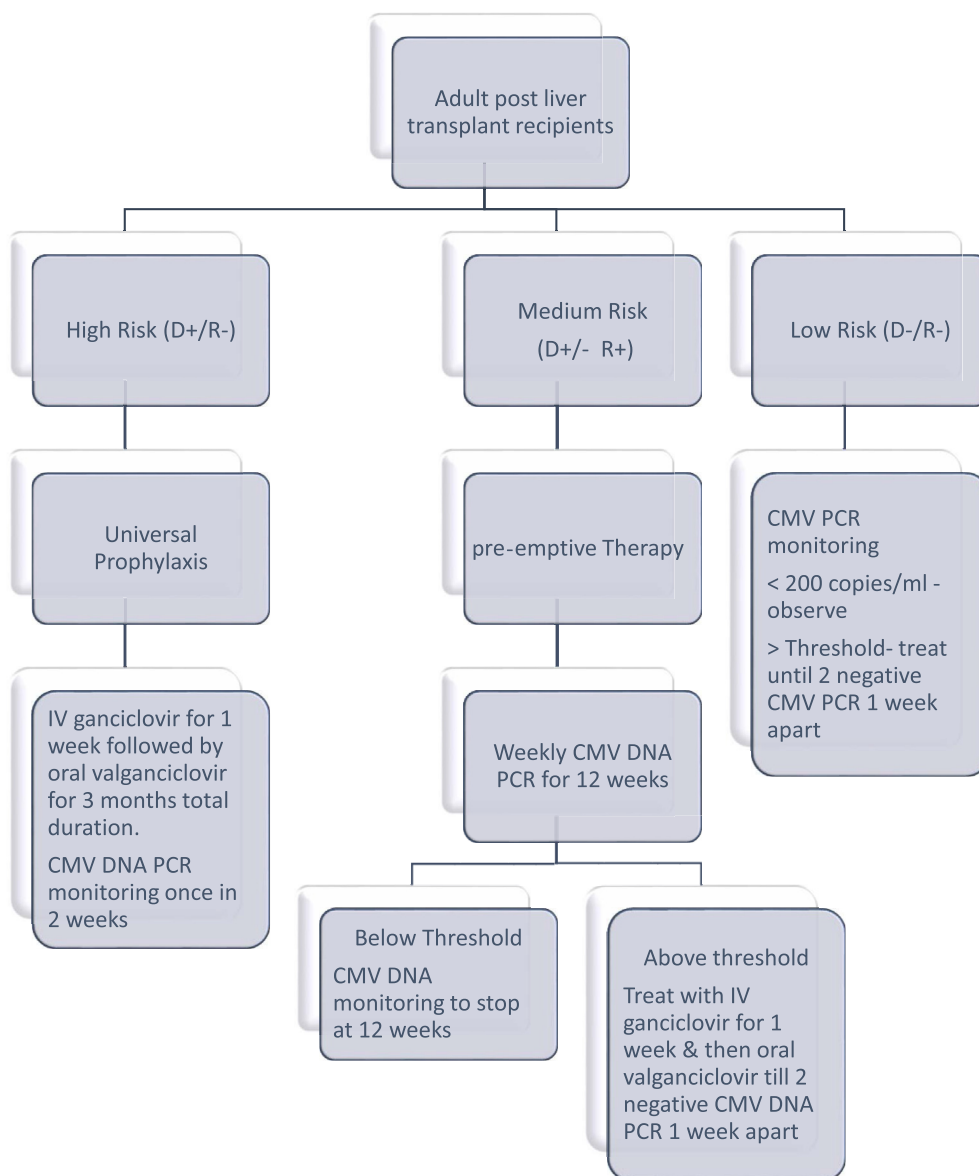 Adult post liver
transplant recipients
High Risk (D+/R-)
Medium Risk
(D+/-  R+)
Low Risk (D-/R-)
Universal
Prophylaxis
pre-emptive Therapy
CMV PCR
monitoring
< 200 copies/ml -
observe
> Threshold- treat
until 2 negative
CMV PCR 1 week
apart
IV ganciclovir for 1
week followed by
oral valganciclovir
for 3 months total
duration.
CMV DNA PCR
monitoring once in
2 weeks
Weekly CMV DNA
PCR for 12 weeks
Below Threshold
CMV DNA
monitoring to stop
at 12 weeks
Above threshold
Treat with IV
ganciclovir for 1
week & then oral
valganciclovir till 2
negative CMV DNA
PCR 1 week apart